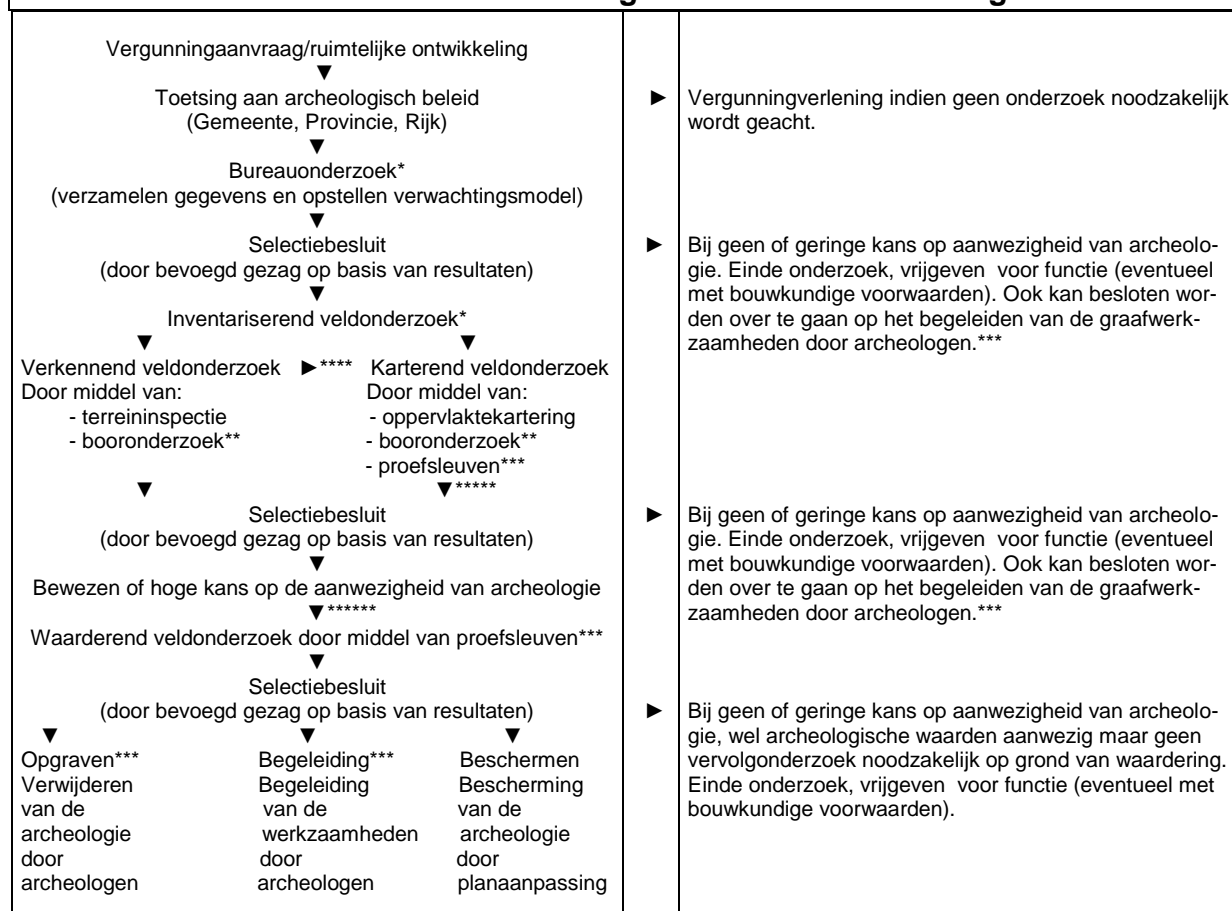 Vergunningaanvraag/ruimtelijke ontwikkeling
▼
Toetsing aan archeologisch beleid
(Gemeente, Provincie, Rijk)
► Vergunningverlening indien geen onderzoek noodzakelijk
wordt geacht.
▼
Bureauonderzoek*
(verzamelen gegevens en opstellen verwachtingsmodel)
▼
Selectiebesluit
(door bevoegd gezag op basis van resultaten)
► Bij geen of geringe kans op aanwezigheid van archeolo-
gie. Einde onderzoek, vrijgeven voor functie (eventueel
met bouwkundige voorwaarden). Ook kan besloten wor-
den over te gaan op het begeleiden van de graafwerk-
zaamheden door archeologen.***
▼
Inventariserend veldonderzoek*
▼ ▼
Verkennend veldonderzoek ►**** Karterend veldonderzoek
Door middel van: Door middel van:
- terreininspectie - oppervlaktekartering
- booronderzoek** - booronderzoek**
- proefsleuven***
▼ ▼*****
Selectiebesluit
(door bevoegd gezag op basis van resultaten)
► Bij geen of geringe kans op aanwezigheid van archeolo-
gie. Einde onderzoek, vrijgeven voor functie (eventueel
met bouwkundige voorwaarden). Ook kan besloten wor-
den over te gaan op het begeleiden van de graafwerk-
zaamheden door archeologen.***
▼
Bewezen of hoge kans op de aanwezigheid van archeologie
▼******
Waarderend veldonderzoek door middel van proefsleuven***
▼
Selectiebesluit
(door bevoegd gezag op basis van resultaten)
► Bij geen of geringe kans op aanwezigheid van archeolo-
gie, wel archeologische waarden aanwezig maar geen
vervolgonderzoek noodzakelijk op grond van waardering.
Einde onderzoek, vrijgeven voor functie (eventueel met
bouwkundige voorwaarden).
▼ ▼ ▼
Opgraven*** Begeleiding*** Beschermen
Verwijderen Begeleiding Bescherming
van de van de van de
archeologie werkzaamheden archeologie
door door door
archeologen archeologen planaanpassing